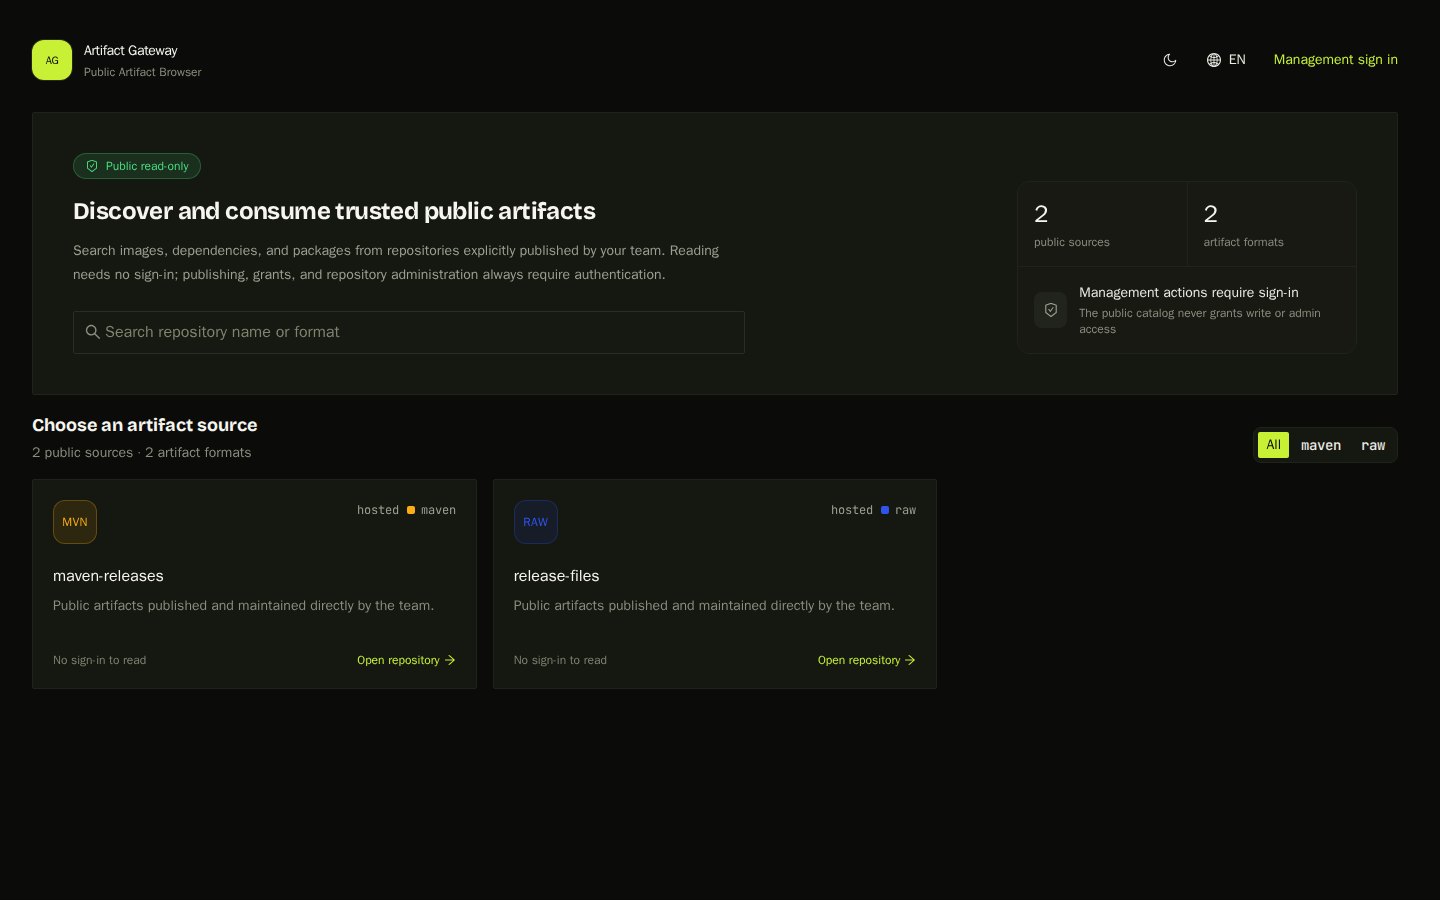 AG
Artifact Gateway
Public Artifact Browser
EN
Management sign in
Public read-only
Discover and consume trusted public artifacts
Search images, dependencies, and packages from repositories explicitly published by your team. Reading
needs no sign-in; publishing, grants, and repository administration always require authentication.
Search repository name or format
2
public sources
2
artifact formats
Management actions require sign-in
The public catalog never grants write or admin
access
Choose an artifact source
2 public sources · 2 artifact formats
All
maven
raw
MVN
hosted
maven
maven-releases
Public artifacts published and maintained directly by the team.
No sign-in to read
Open repository
RAW
hosted
raw
release-files
Public artifacts published and maintained directly by the team.
No sign-in to read
Open repository